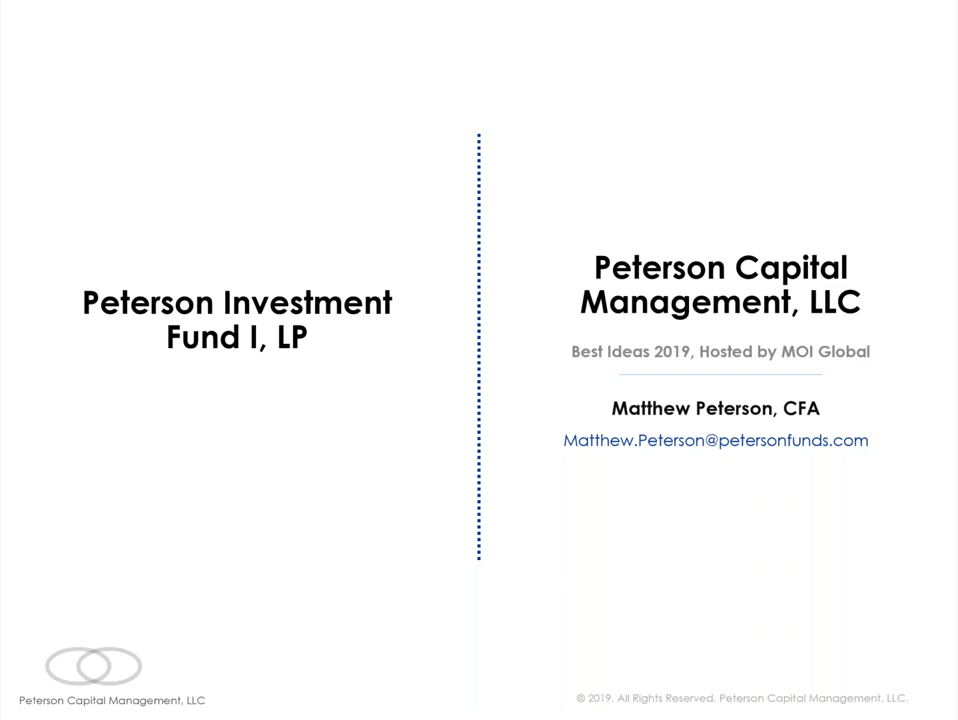 Peterson Investment
Fund I, LP
Peterson Capital
Management, LLC
Best Ideas 2019, Hosted by MOI Global
Matthew Peterson, CFA
Matthew.Peterson@petersonfunds.com
Peterson Capital Management, LLC
© 2019. All Rights Reserved. Peterson Capital Management, LLC.